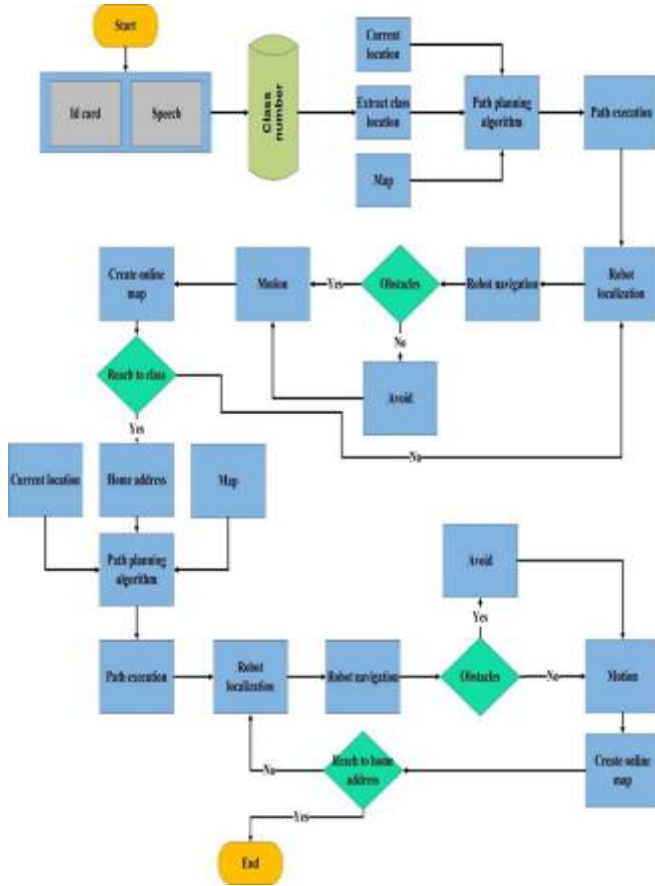 Start
Id card
Speech
Class
number
Current
location
Extract class
location
Map
Path planning
algorithm
Path execution
Create online
map
Motion
Yes
Obstacles
Robot navigation
Robot
localization
No
Avoid
Reach to class
No
Yes
Current location
Home address
Map
Path planning
algorithm
Avoid
Yes
Path execution
Robot
localization
Robot navigation
Obstacles
No
Motion
No
Reach to home
address
Create online
map
Yes
End